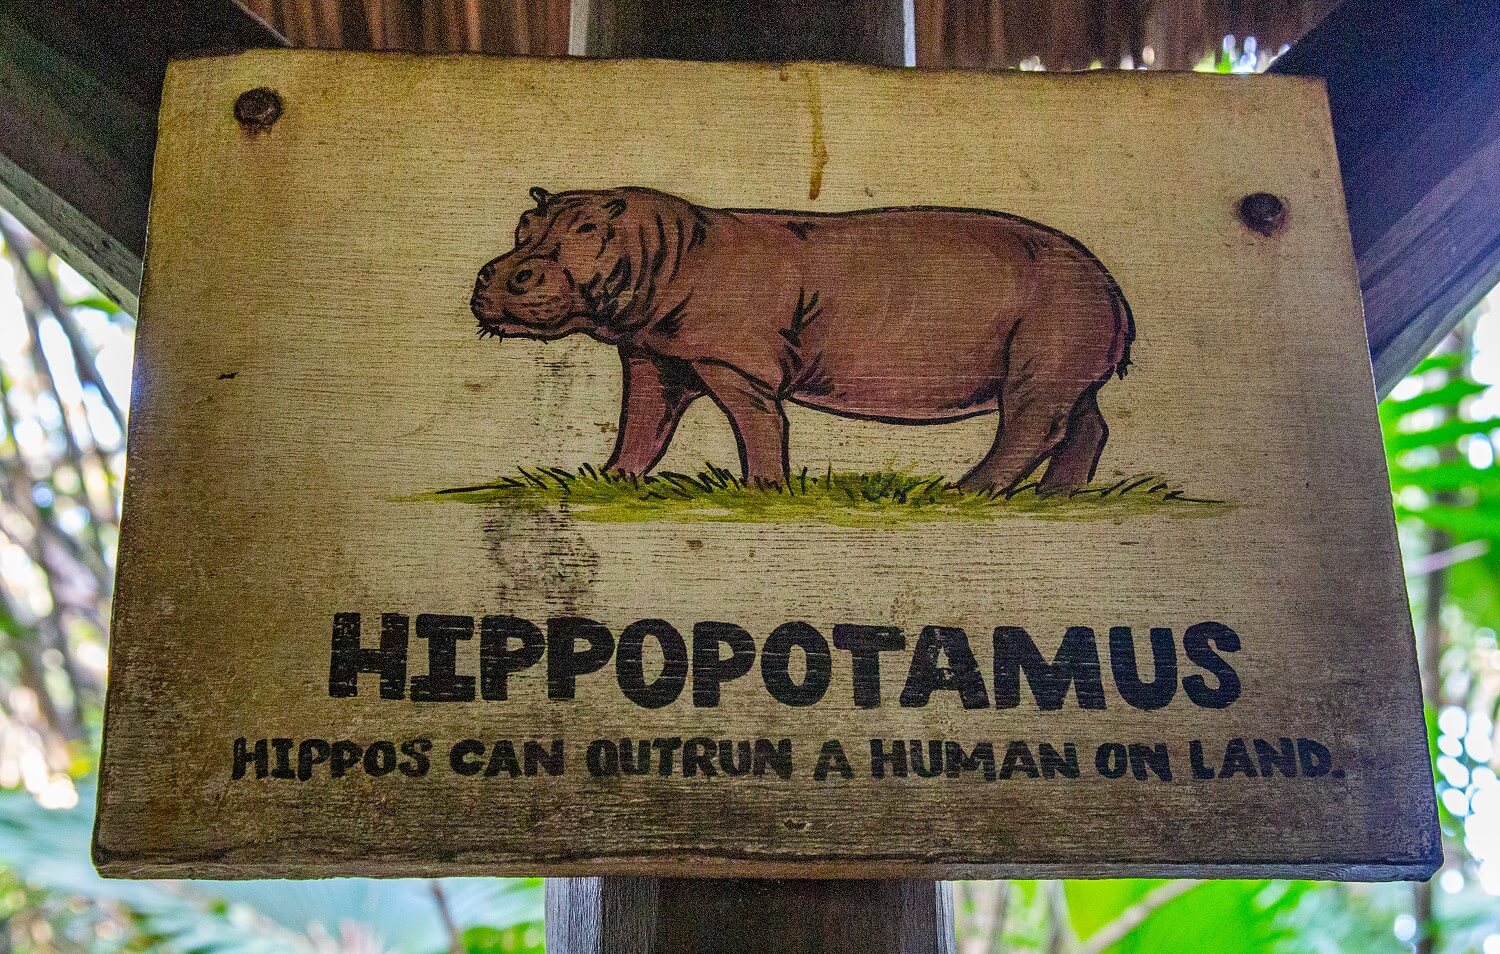 HIPPOPOTAMUS
HIPPOS CAN OUTRUN A HUMAN ON LAND.